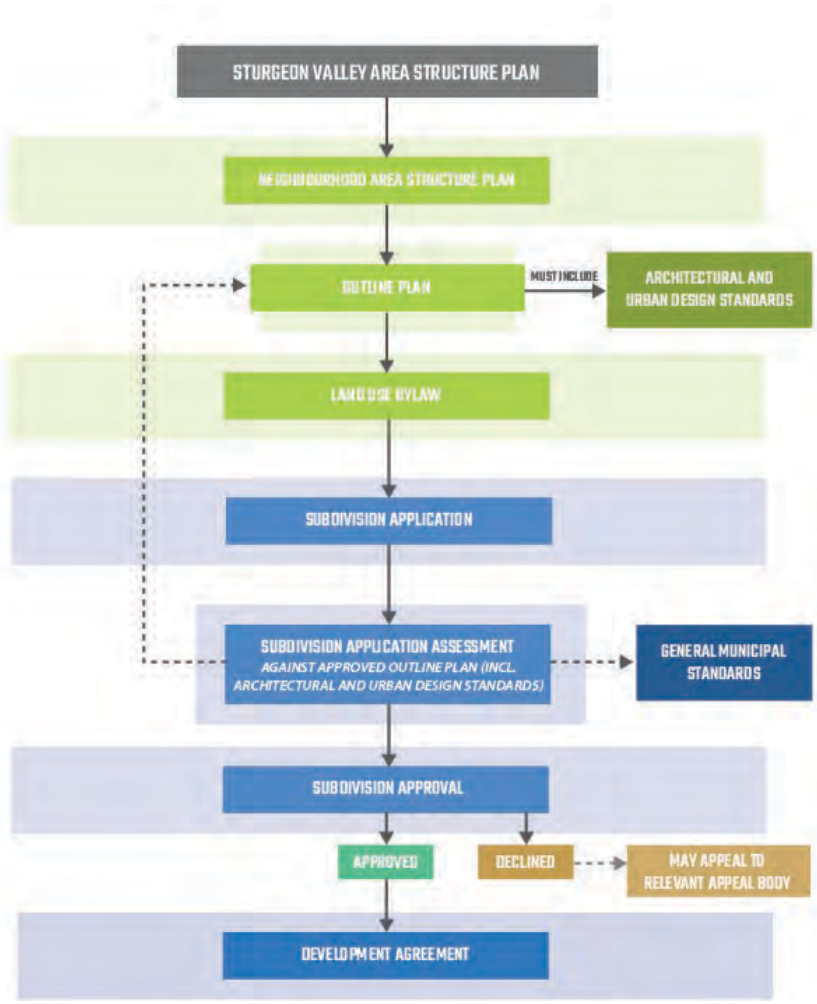 STURGEON VALLEY AREA STRUCTURE PLAN
NEIGHBOURHOOD AREA STRUCTURE PLAN
OUTLINE PLAN
MUST INCLUDE
ARCHITECTURAL AND
URBAN DESIGN STANDARDS
LAND USE BYLAW
SUBDIVISION APPLICATION
SUBDIVISION APPLICATION ASSESSMENT
AGAINST APPROVED OUTLINE PLAN (INCL.
ARCHITECTURAL AND URBAN DESIGN STANDARDS)
GENERAL MUNICIPAL
STANDARDS
SUBDIVISION APPROVAL
APPROVED
DECLINED
MAY APPEAL TO
RELEVANT APPEAL BODY
DEVELOPMENT AGREEMENT